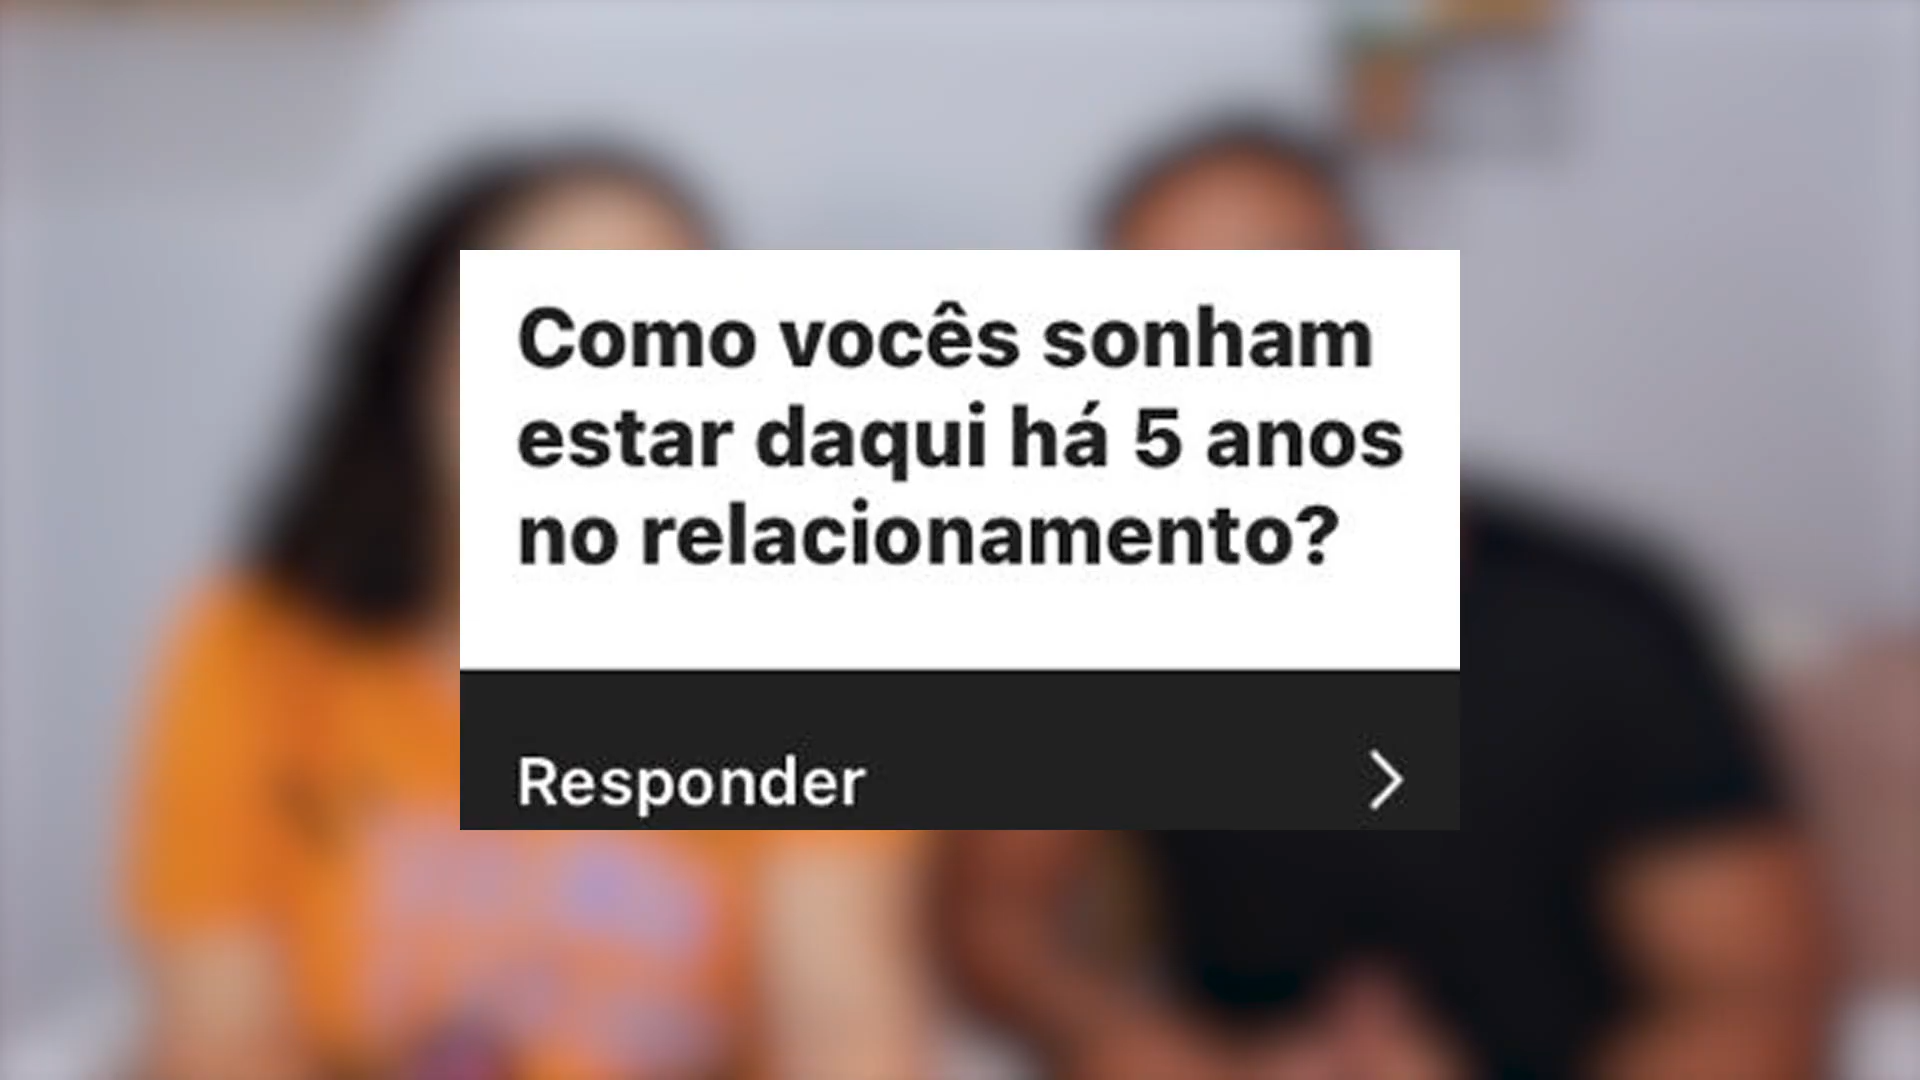 Como vocês sonham
estar daqui há 5 anos
no relacionamento?
Responder